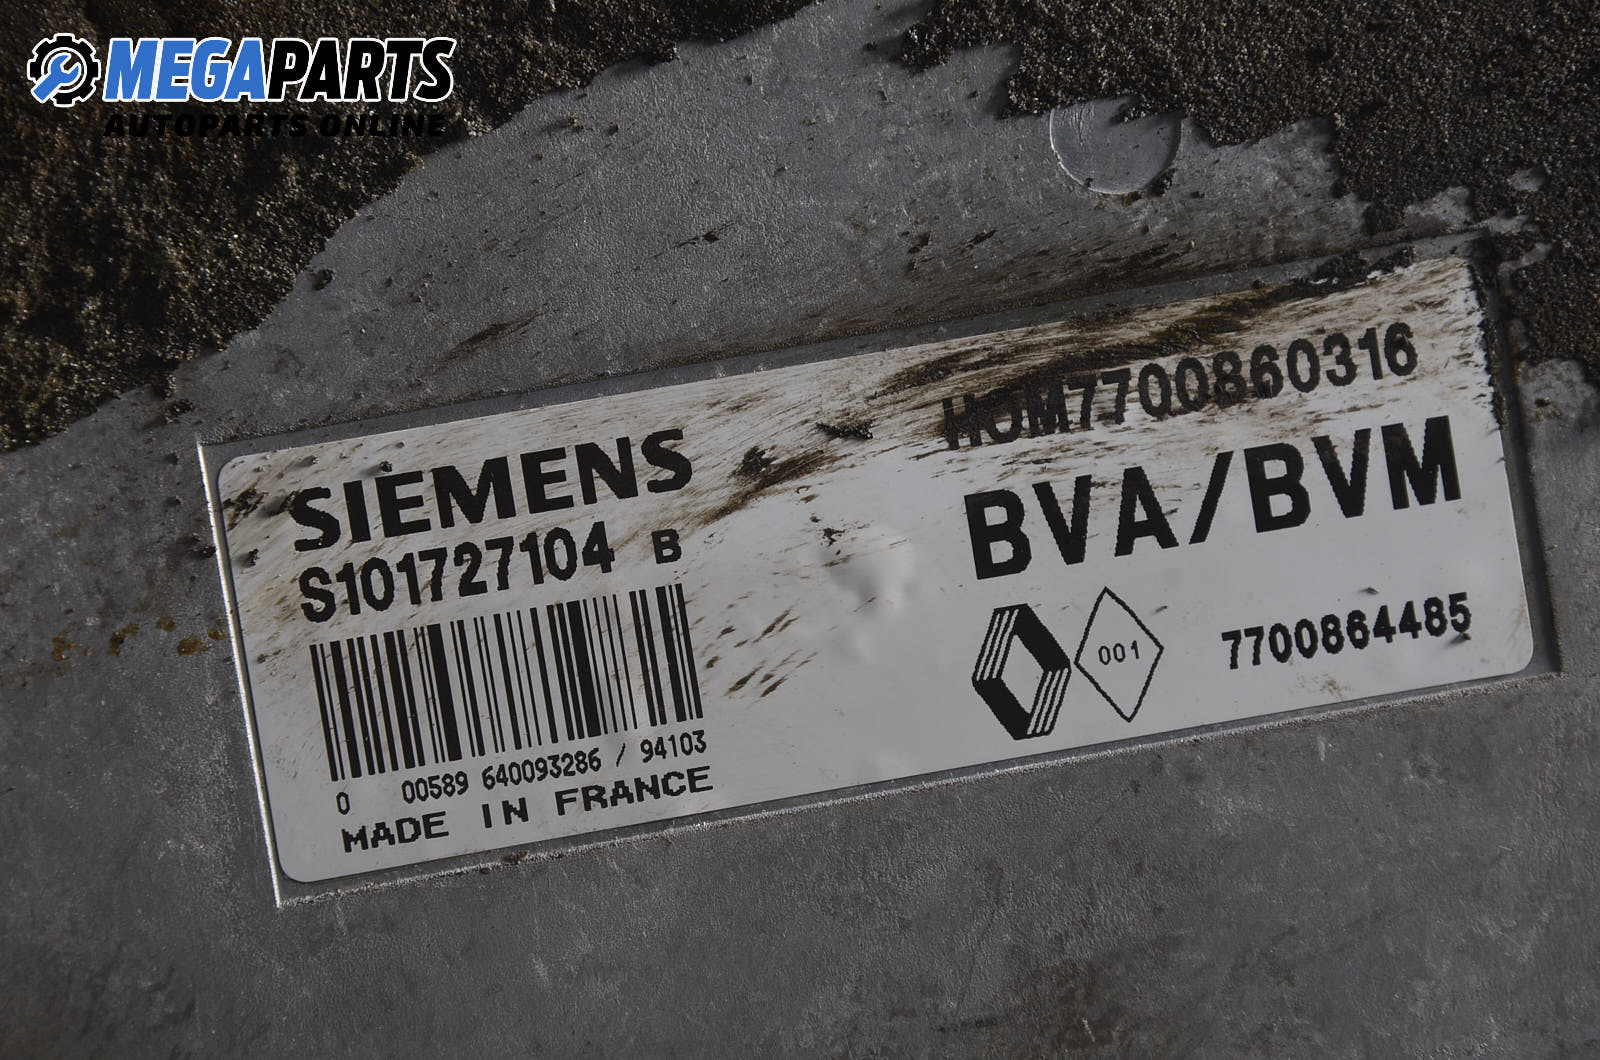 MEGAPARTS
AUTOPARTS ONLINE
SIEMENS
S101727104 B
0 00589 640093286 / 94103
MADE IN FRANCE
HOM7700860316
BVA/BVM
001
7700864485